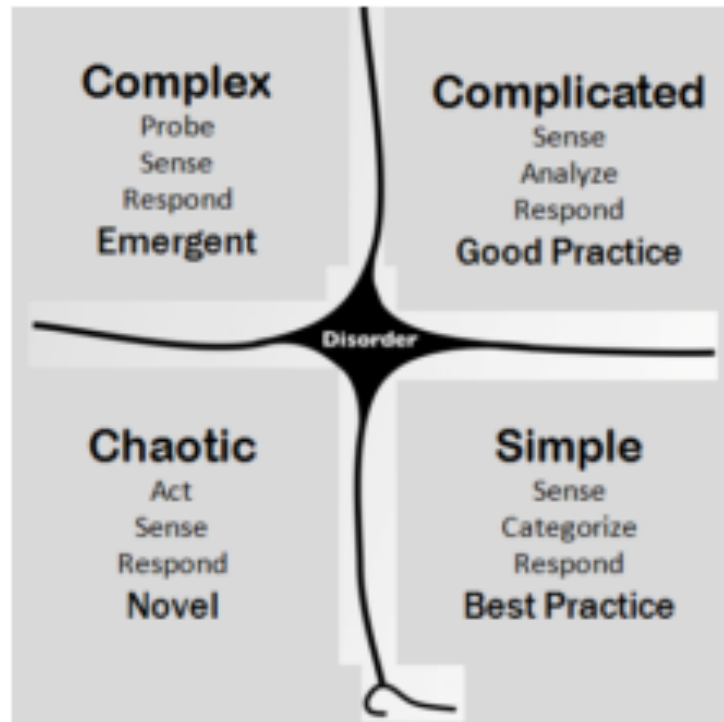 Complex
Probe
Sense
Respond
Emergent
Complicated
Sense
Analyze
Respond
Good Practice
Disorder
Chaotic
Act
Sense
Respond
Novel
Simple
Sense
Categorize
Respond
Best Practice